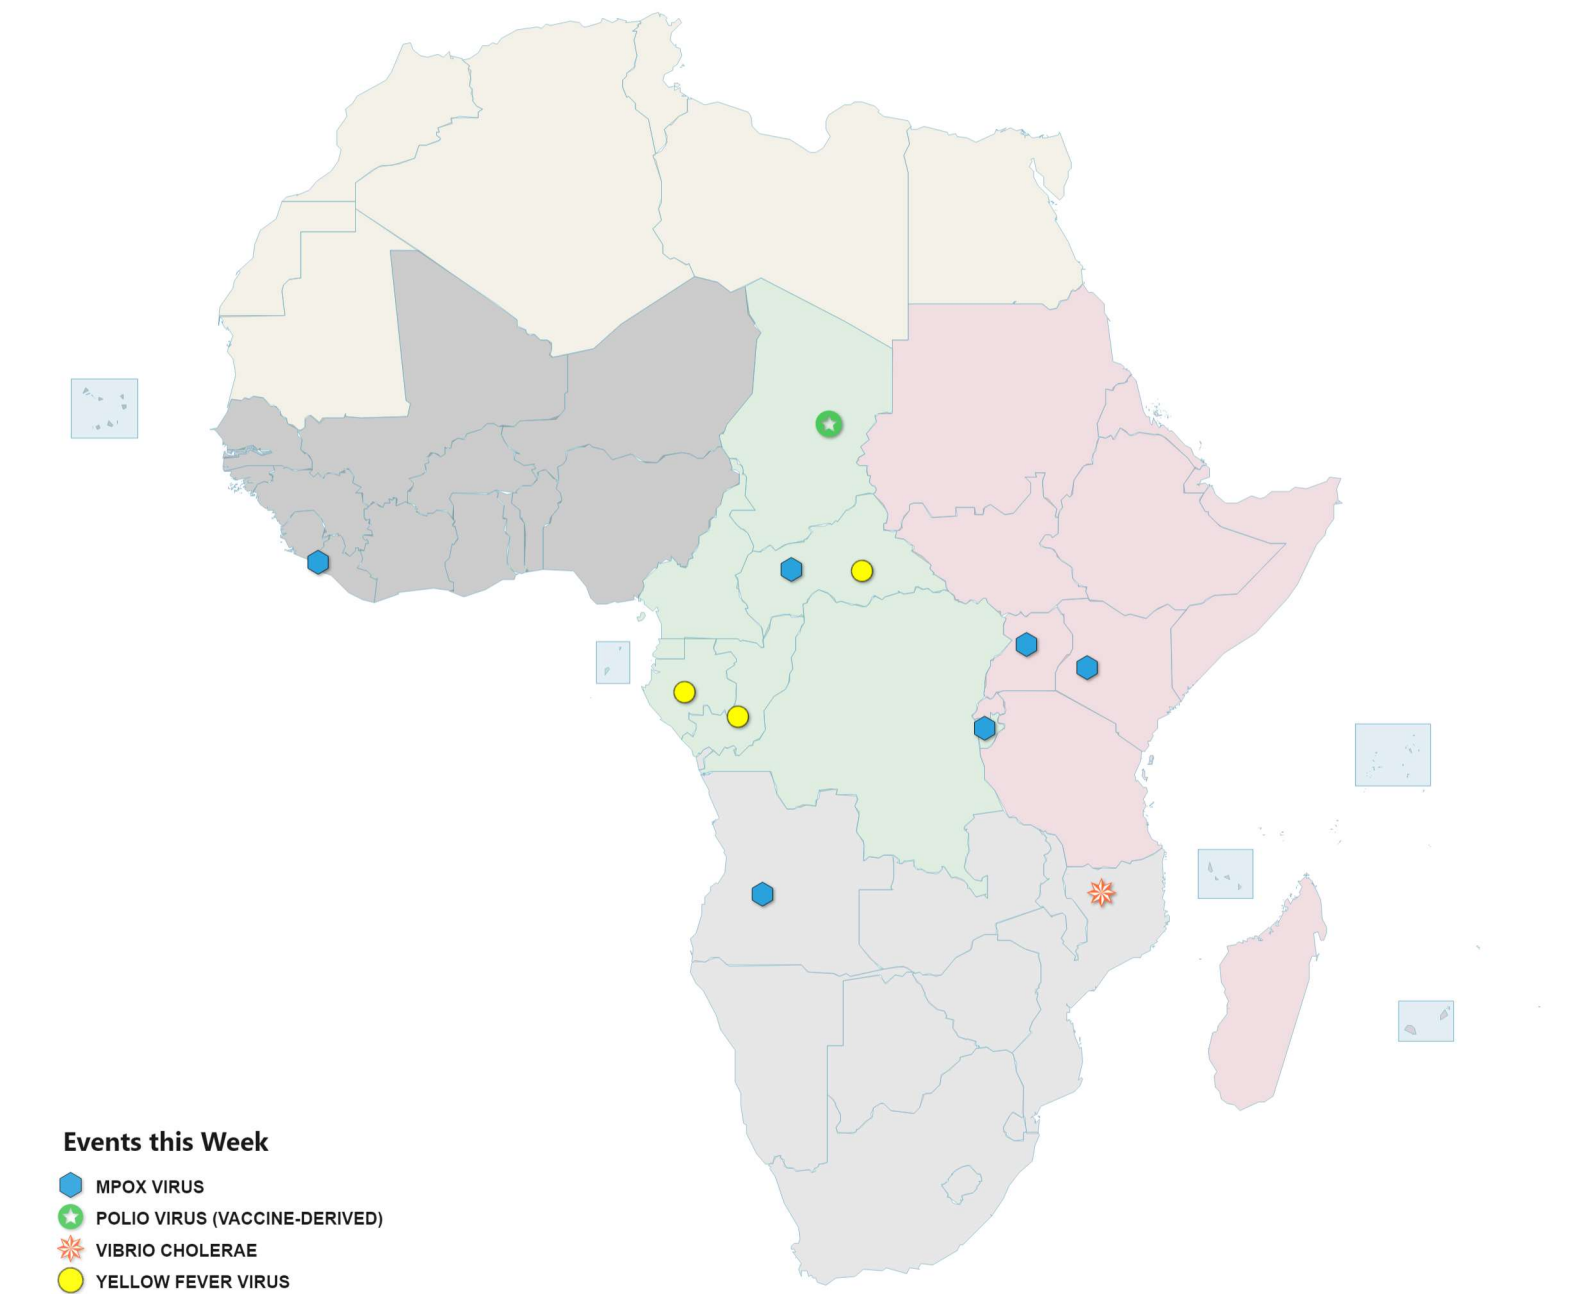 Events this Week
MPOX VIRUS
POLIO VIRUS (VACCINE-DERIVED)
VIBRIO CHOLERAE
YELLOW FEVER VIRUS